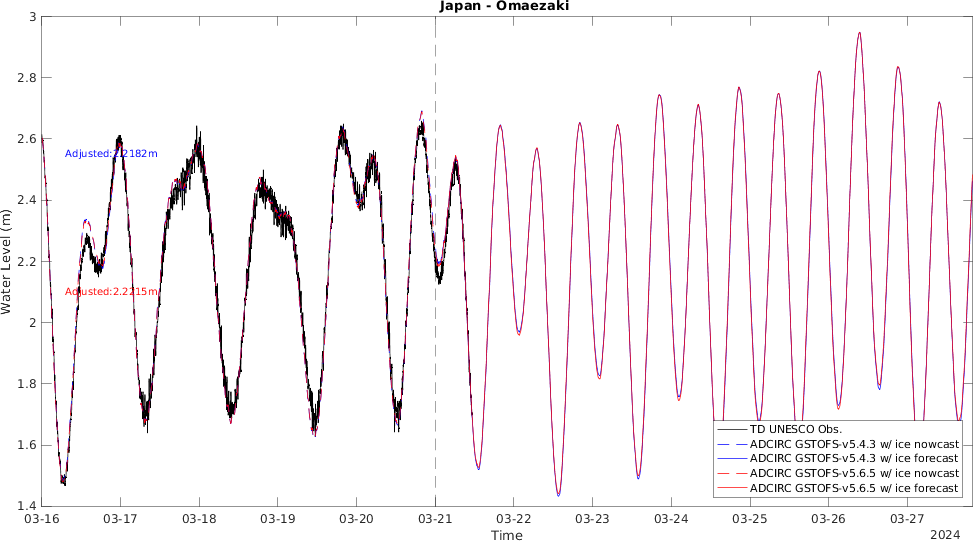 Japan - Omaezaki
Water Level (m)
3
2.8
2.6
2.4
2.2
2
1.8
1.6
1.4
Adjusted:2.2182m
Adjusted:2.2215m
TD UNESCO Obs.
ADCIRC GSTOFS-v5.4.3 w/ ice nowcast
ADCIRC GSTOFS-v5.4.3 w/ ice forecast
ADCIRC GSTOFS-v5.6.5 w/ ice nowcast
ADCIRC GSTOFS-v5.6.5 w/ ice forecast
03-16 03-17 03-18 03-19 03-20 03-21 03-22 03-23 03-24 03-25 03-26 03-27
Time
2024